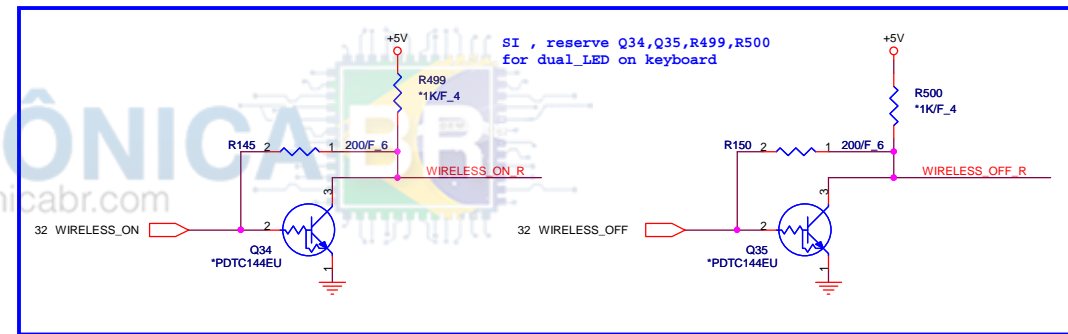 +5V
SI , reserve Q34,Q35,R499,R500
for dual_LED on keyboard
+5V
R499
*1K/F_4
R500
*1K/F_4
ÔNICA BR
R145 2 1 200/F_6
R150 2 1 200/F_6
WIRELESS_ON_R
WIRELESS_OFF_R
3
3
nicabr.com
32 WIRELESS_ON
2
32 WIRELESS_OFF
2
Q34
*PDTC144EU
1
Q35
*PDTC144EU
1